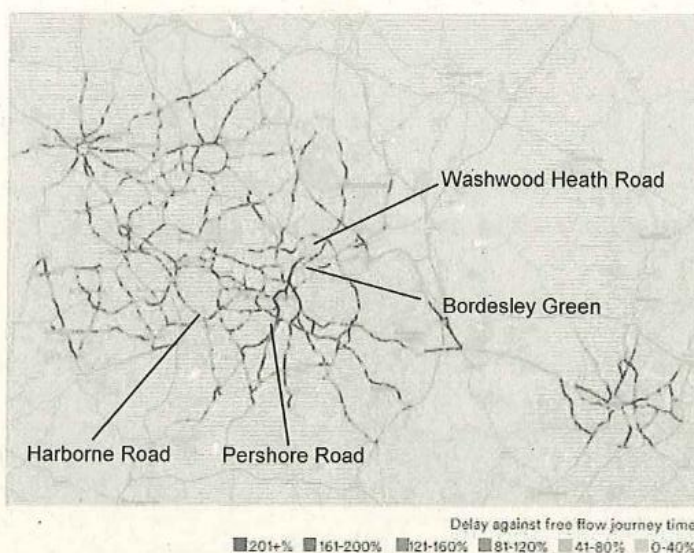 Washwood Heath Road
Bordesley Green
Harborne Road
Pershore Road
Delay against free flow journey time
201+% 161-200% 121-160% 81-120% 41-80% 0-40%